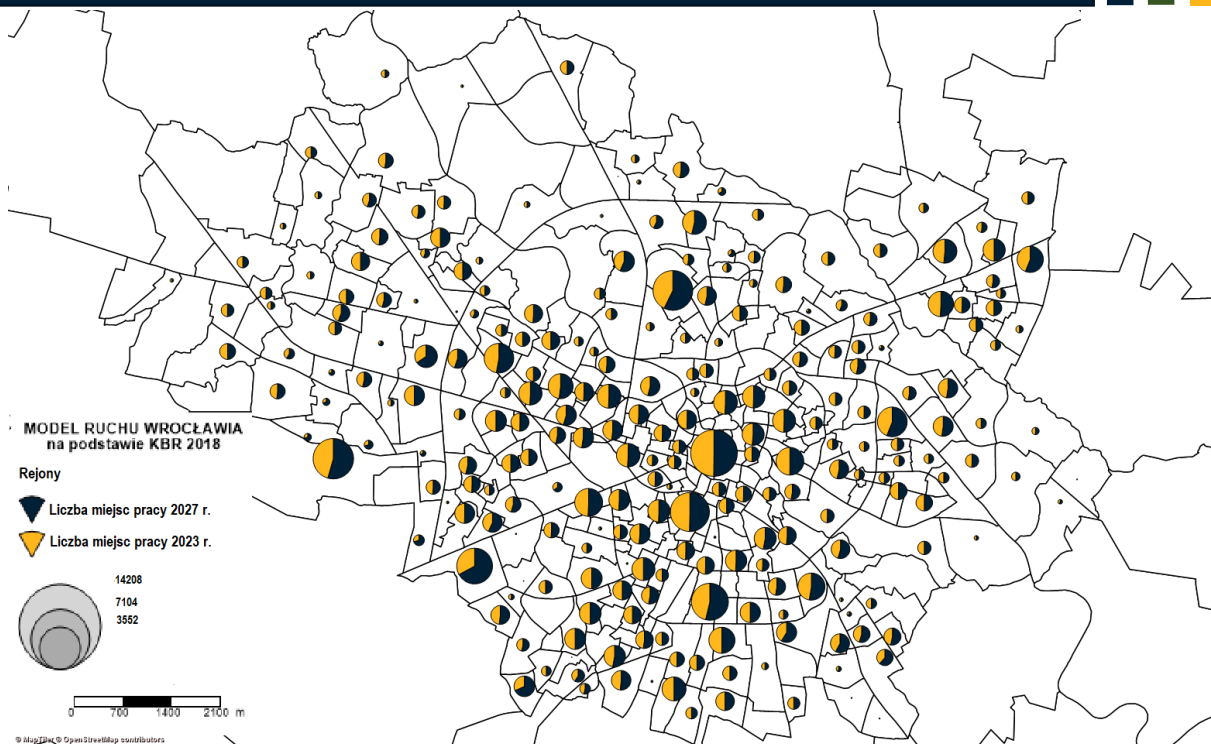 MODEL RUCHU WROCŁAWIA
na podstawie KBR 2018
Rejony
Liczba miejsc pracy 2027 r.
Liczba miejsc pracy 2023 r.
14208
7104
3552
0 700 1400 2100 m
© MapTiler © OpenStreetMap contributors